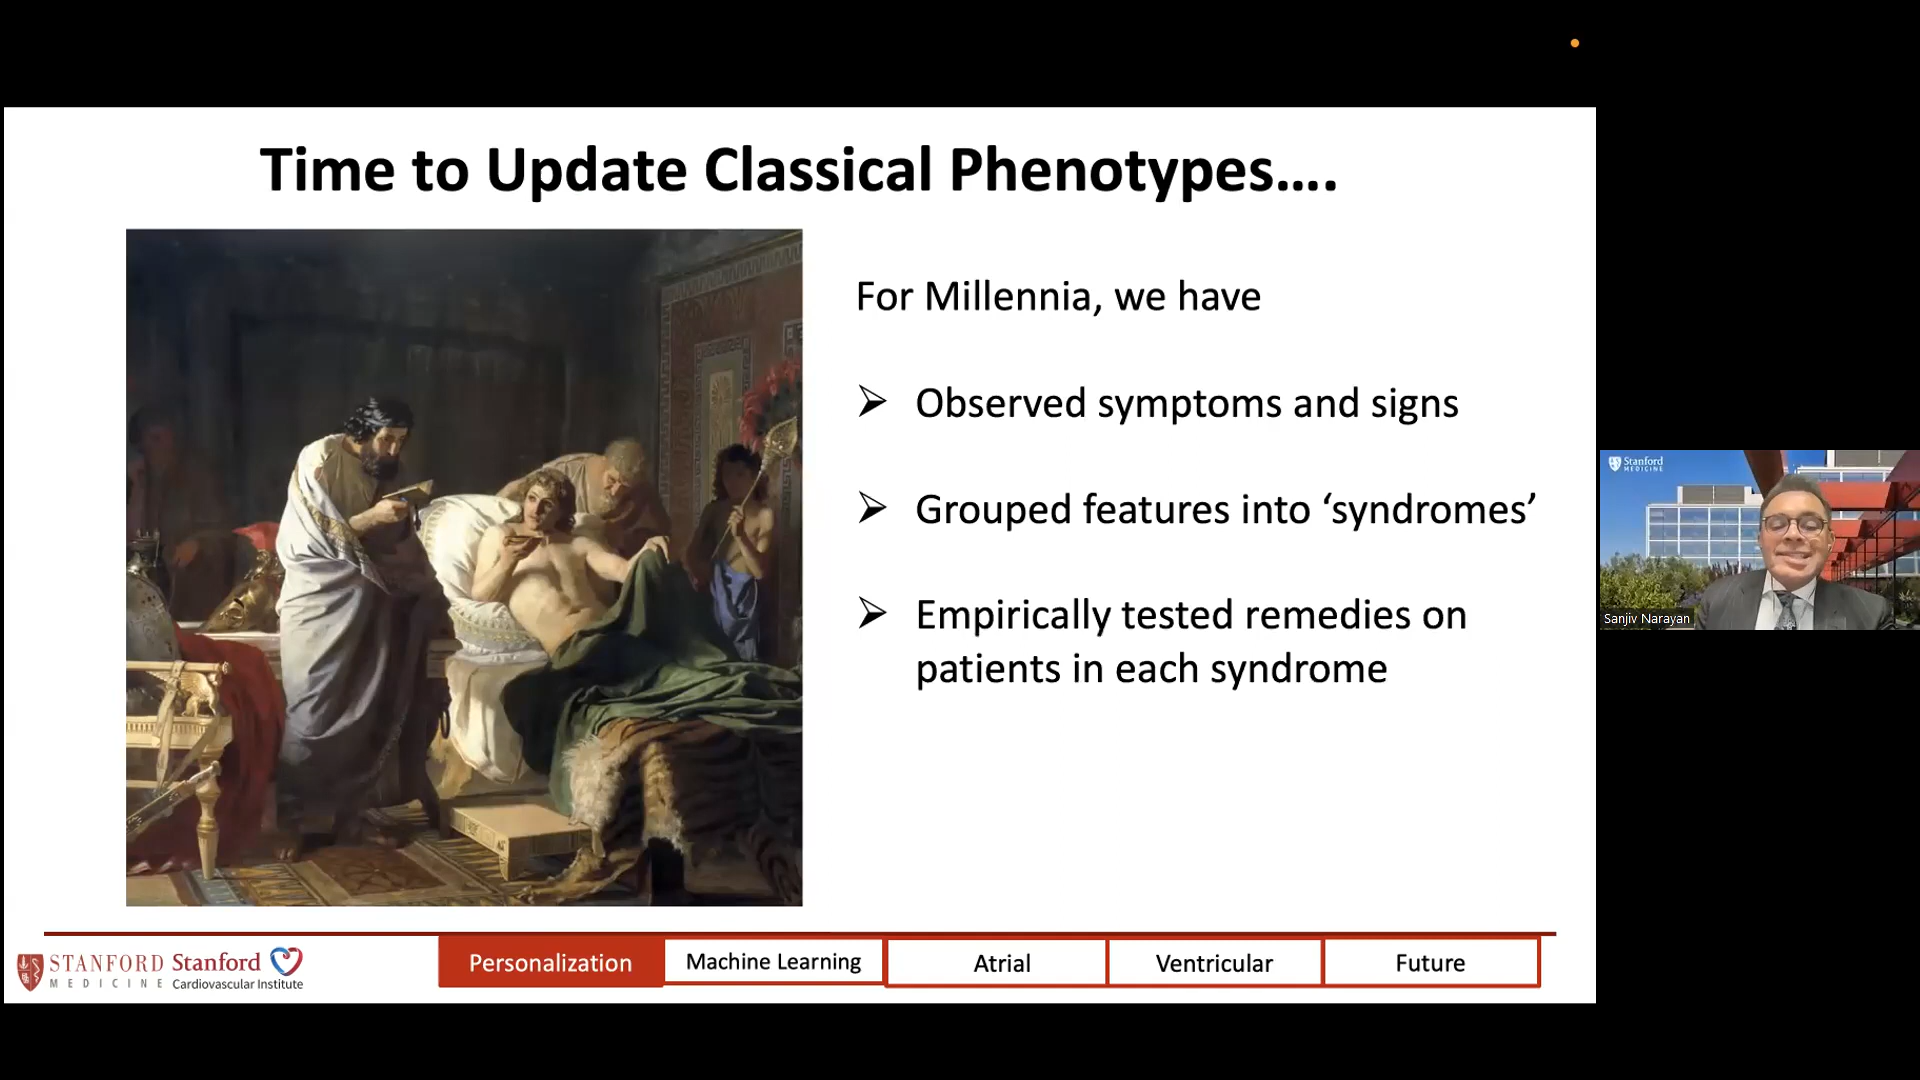 Time to Update Classical Phenotypes....
For Millennia, we have
➢ Observed symptoms and signs
➢ Grouped features into ‘syndromes’
➢ Empirically tested remedies on
patients in each syndrome
Stanford
MEDICINE
Sanjiv Narayan
STANFORD
MEDICINE
Stanford
Cardiovascular Institute
Personalization
Machine Learning
Atrial
Ventricular
Future